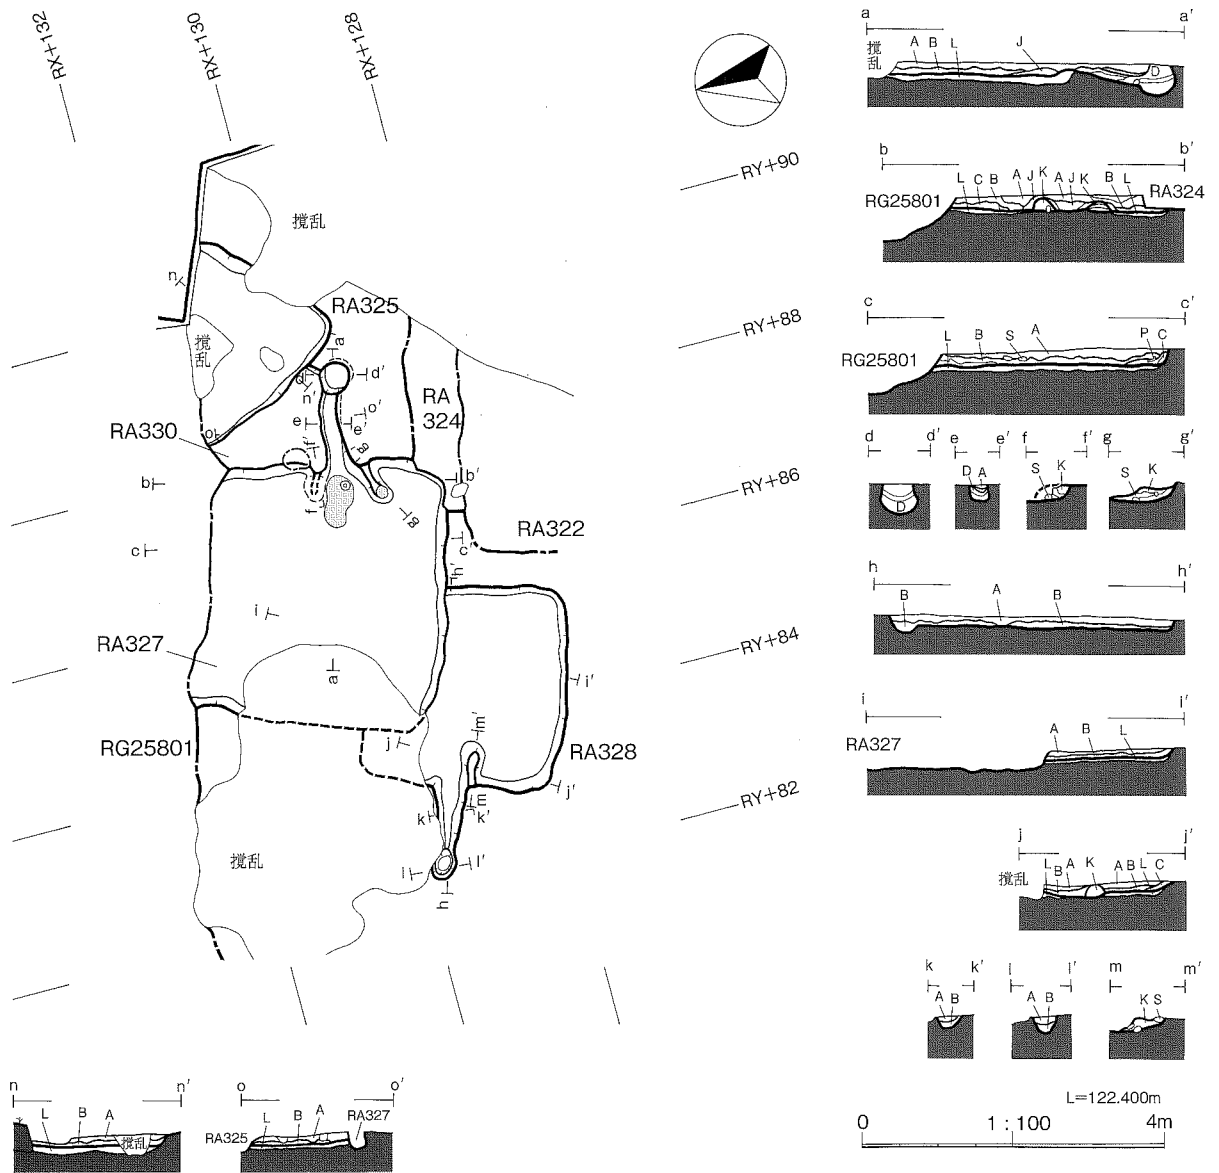 RX+132
RX+130
RX+128
RY+90
RY+88
RY+86
RY+84
RY+82
撹乱
n
RA325
撹乱
a
d
d'
n'
RA
324
o'
e
e'
RA330
o
f'
g'
b
b'
f
g
RA322
c
c'
h'
i
RA327
a
i'
RG25801
j
m'
RA328
m
j'
k
k'
撹乱
l
l'
h
a
a'
撹乱
A
B
L
J
D
b
b'
L
C
B
A
J
K
A
J
K
B
L
RG25801
RA324
c
c'
L
B
S
A
P
C
RG25801
d
d'
e
e'
f
f'
g
g'
D
D
A
S
K
S
K
h
h'
B
A
B
i
i'
RA327
A
B
L
j
j'
撹乱
L
B
A
K
A
B
L
C
k
k'
l
l'
m
m'
A
B
A
B
K
S
n
n'
L
B
A
撹乱
o
o'
L
B
A
RA327
RA325
L=122.400m
0
1:100
4m